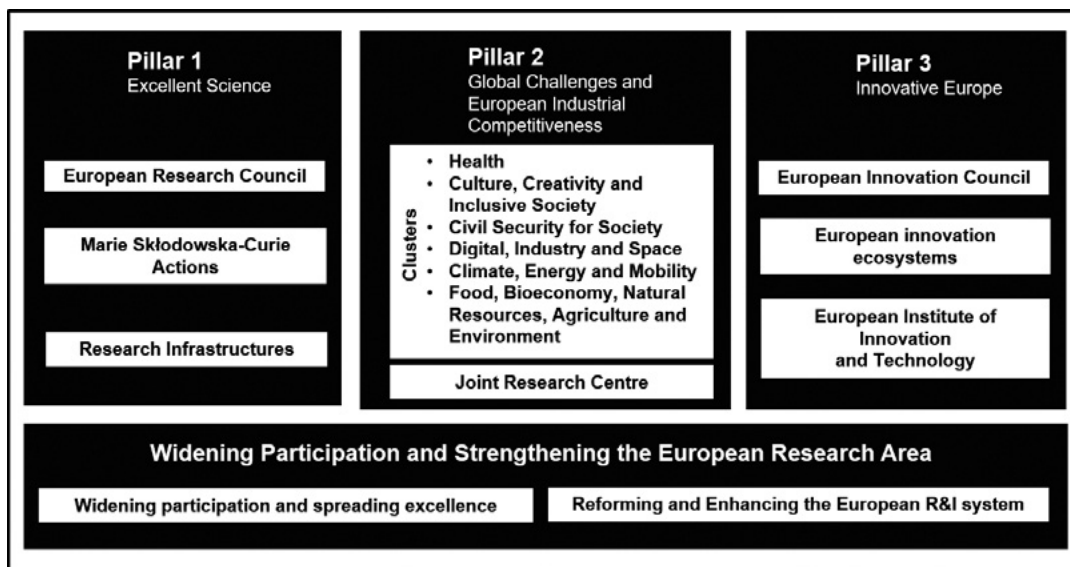 Pillar 1
Excellent Science
European Research Council
Marie Skłodowska-Curie
Actions
Research Infrastructures
Pillar 2
Global Challenges and
European Industrial
Competitiveness
Clusters
• Health
• Culture, Creativity and
Inclusive Society
• Civil Security for Society
• Digital, Industry and Space
• Climate, Energy and Mobility
• Food, Bioeconomy, Natural
Resources, Agriculture and
Environment
Joint Research Centre
Pillar 3
Innovative Europe
European Innovation Council
European innovation
ecosystems
European Institute of
Innovation
and Technology
Widening Participation and Strengthening the European Research Area
Widening participation and spreading excellence
Reforming and Enhancing the European R&I system